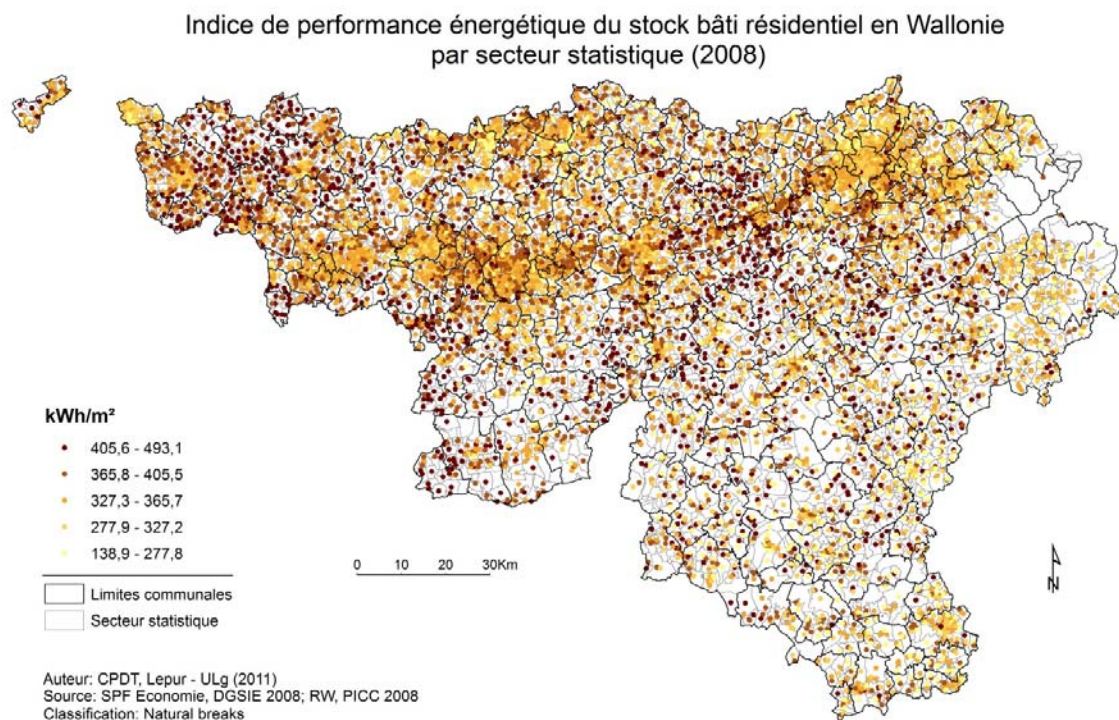 Indice de performance énergétique du stock bâti résidentiel en Wallonie
par secteur statistique (2008)
kWh/m²
405,6 - 493,1
365,8 - 405,5
327,3 - 365,7
277,9 - 327,2
138,9 - 277,8
Limites communales
Secteur statistique
0 10 20 30Km
N
Auteur: CPDT, Lepur - ULg (2011)
Source: SPF Economie, DGSIE 2008; RW, PICC 2008
Classification: Natural breaks